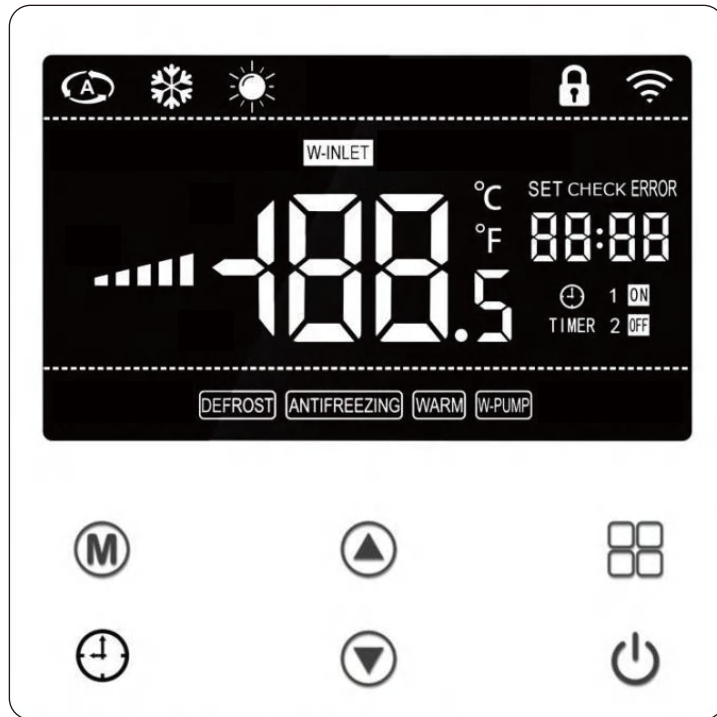 A
W-INLET
-188.5
°C
°F
SET CHECK ERROR
88:88
1 ON
TIMER 2 OFF
DEFROST ANTIFREEZING WARM W-PUMP
M